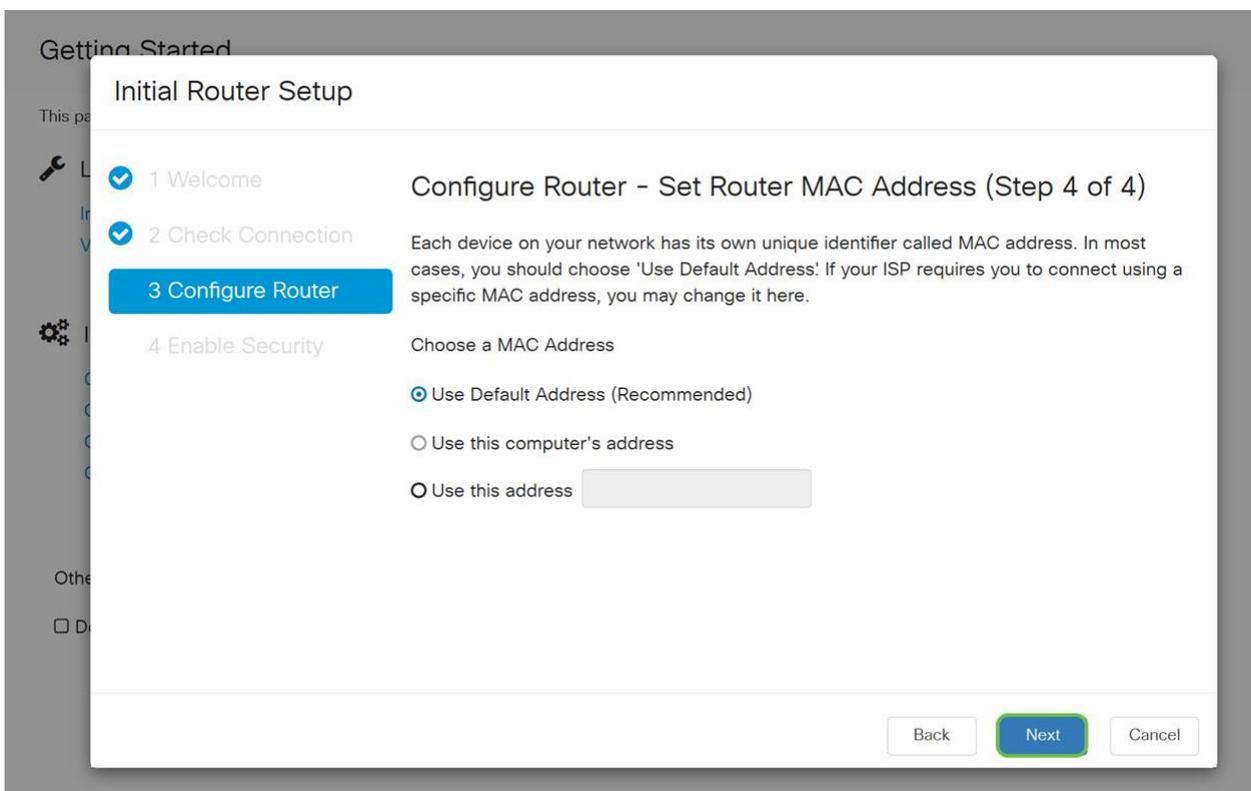 Getting Started
Initial Router Setup
This pa
1 Welcome
2 Check Connection
3 Configure Router
4 Enable Security
Configure Router - Set Router MAC Address (Step 4 of 4)
Each device on your network has its own unique identifier called MAC address. In most
cases, you should choose 'Use Default Address.' If your ISP requires you to connect using a
specific MAC address, you may change it here.
Choose a MAC Address
Use Default Address (Recommended)
Use this computer's address
Use this address
Othe
Back
Next
Cancel